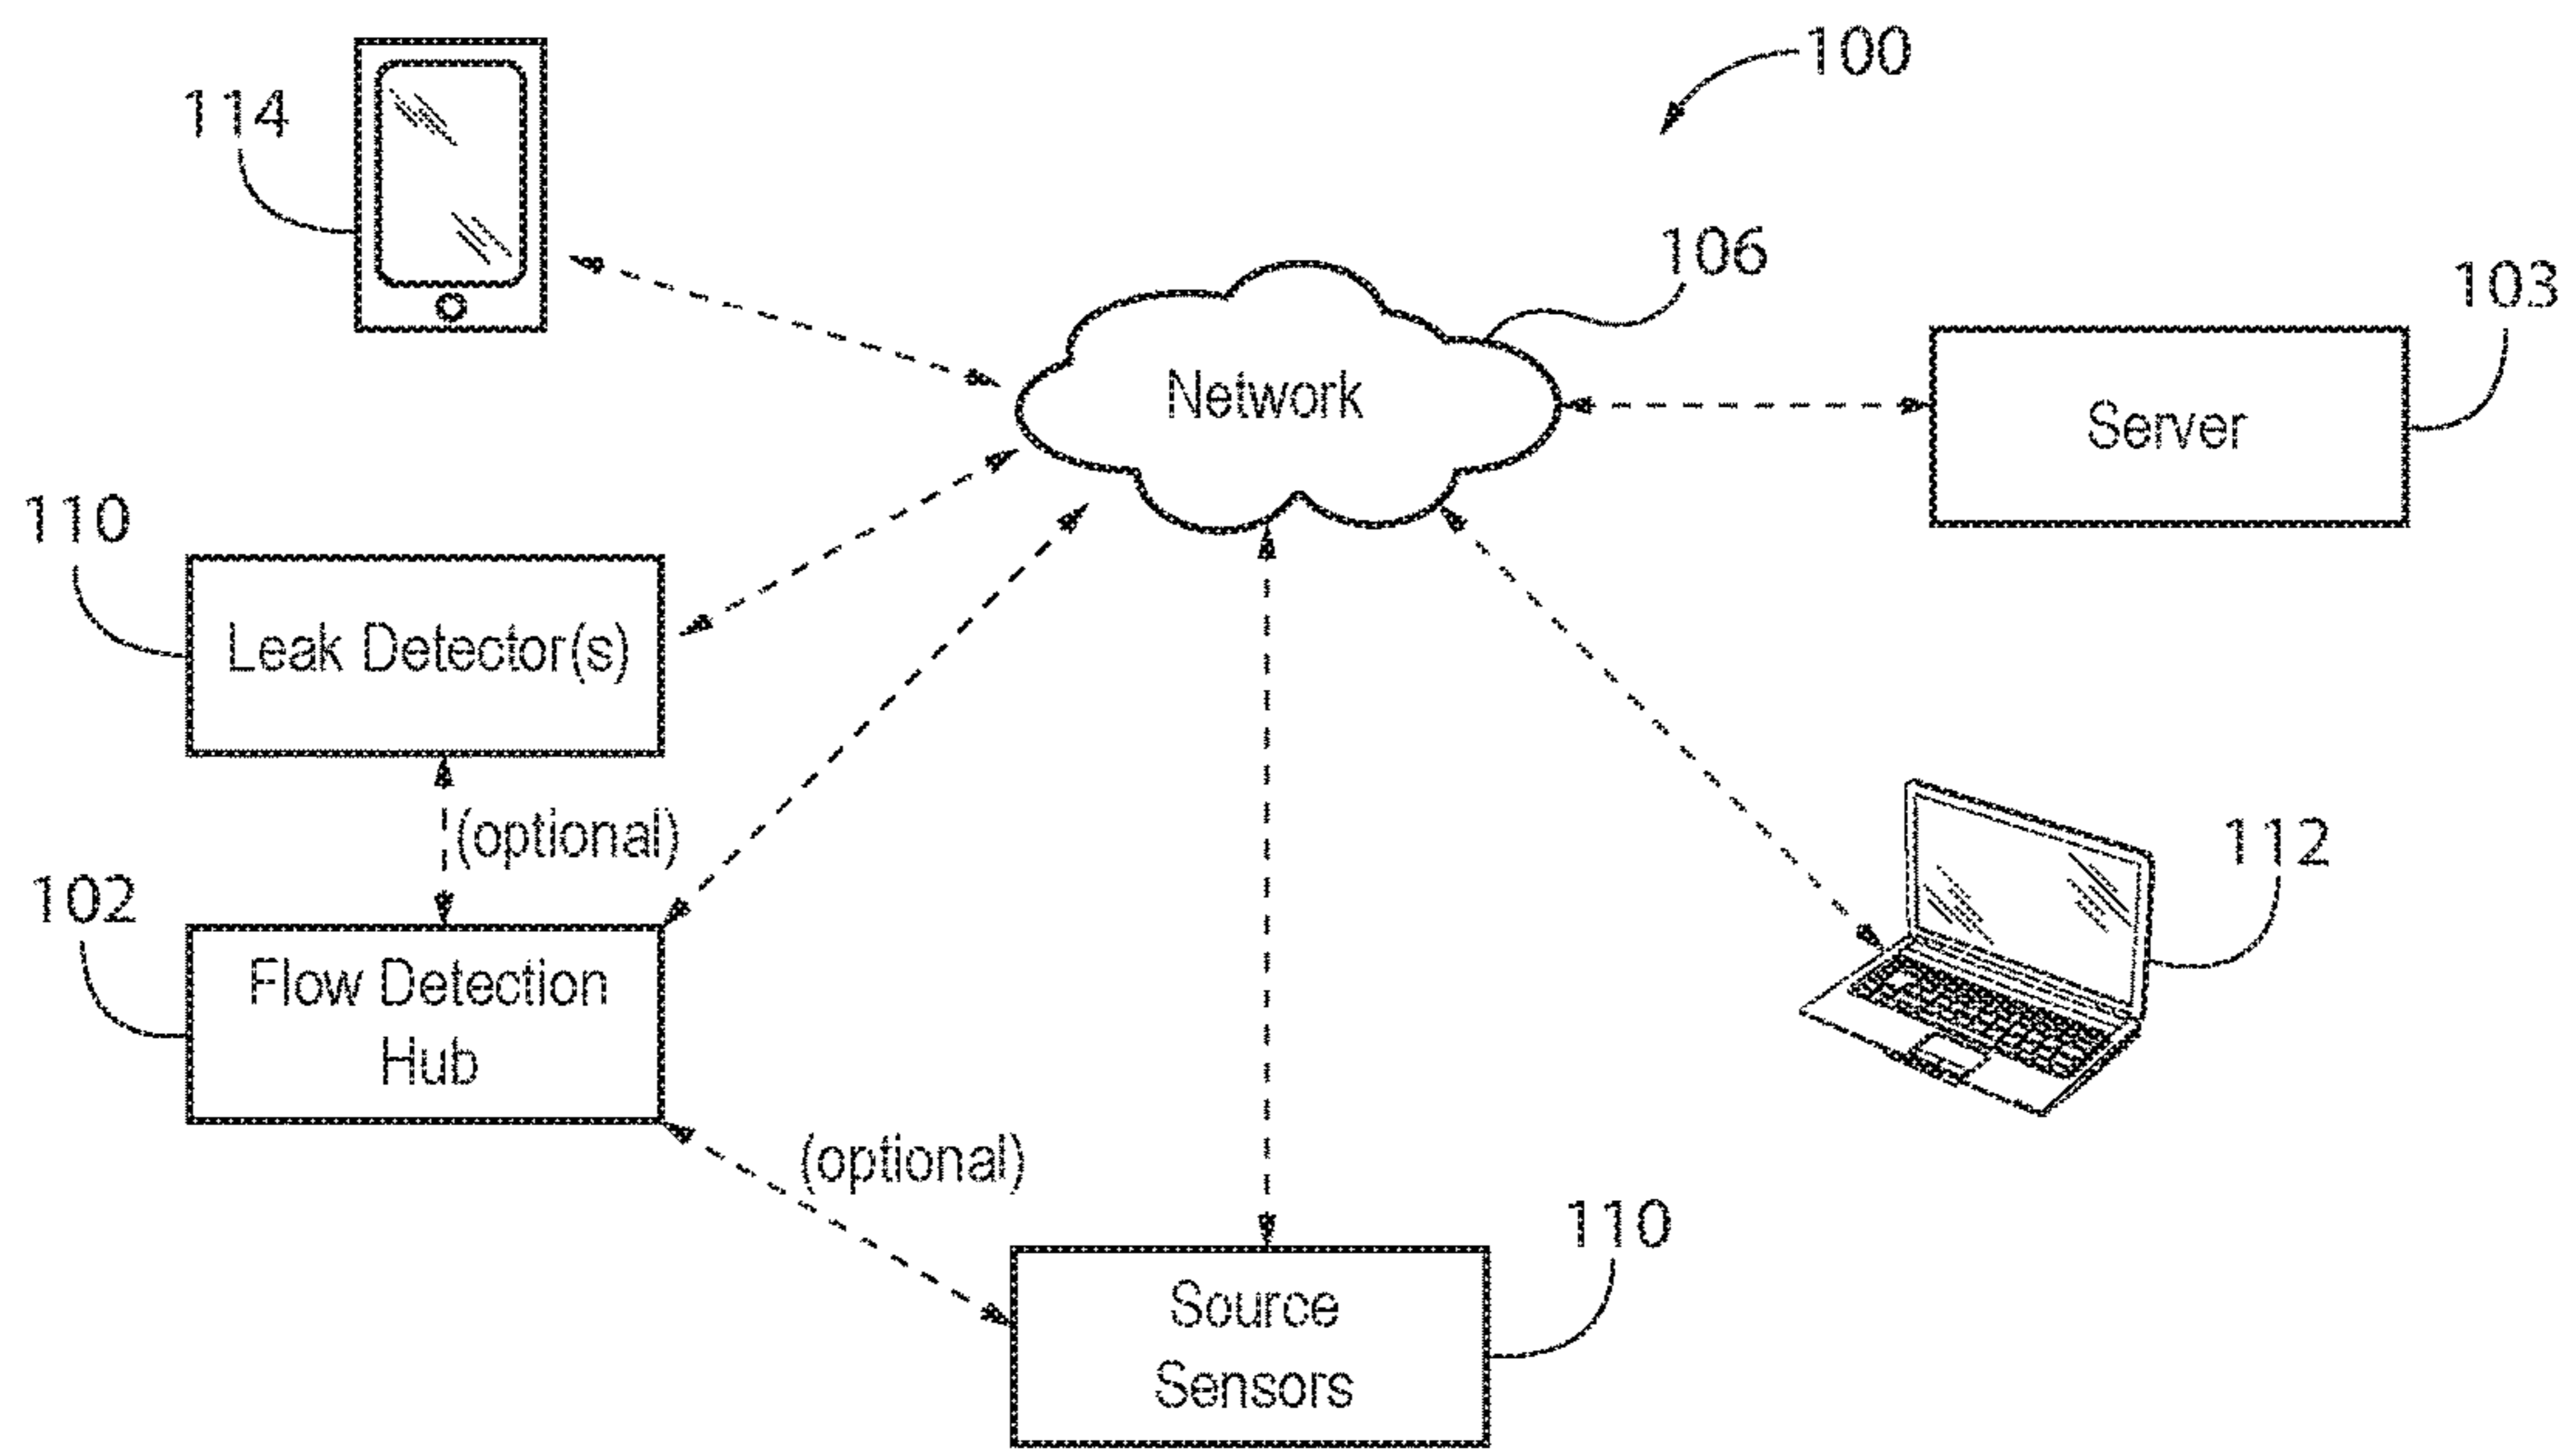 100
114
106
103
Network
Server
110
Leak Detector(s)
(optional)
112
102
Flow Detection
Hub
(optional)
110
Source
Sensors